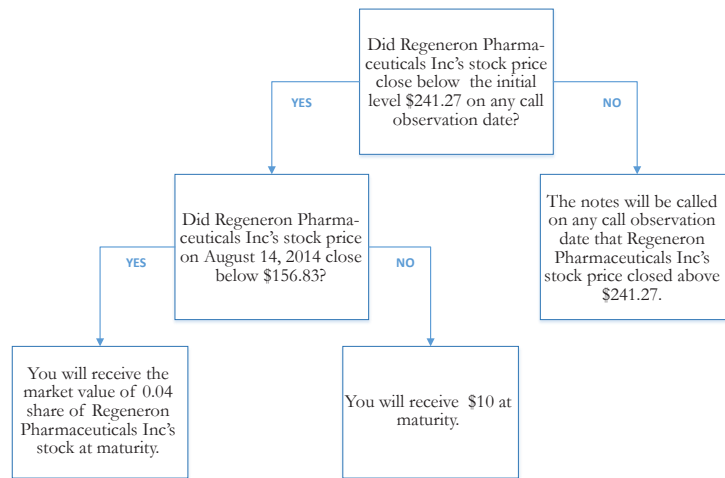 Did Regeneron Pharma-
ceuticals Inc's stock price
close below the initial
level $241.27 on any call
observation date?
YES
NO
Did Regeneron Pharma-
ceuticals Inc's stock price
on August 14, 2014 close
below $156.83?
The notes will be called
on any call observation
date that Regeneron
Pharmaceuticals Inc's
stock price closed above
$241.27.
YES
NO
You will receive the
market value of 0.04
share of Regeneron
Pharmaceuticals Inc's
stock at maturity.
You will receive $10 at
maturity.